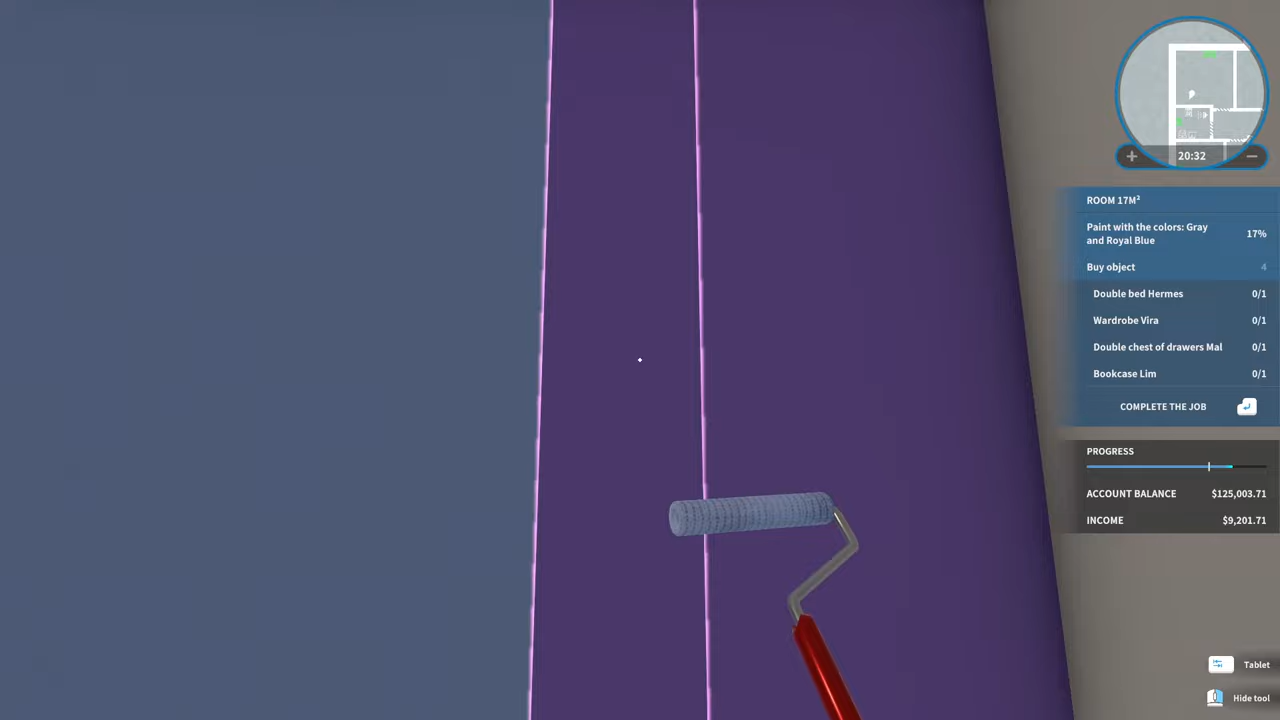 20:32
ROOM 17M²
Paint with the colors: Gray
and Royal Blue 17%
Buy object 4
Double bed Hermes 0/1
Wardrobe Vira 0/1
Double chest of drawers Mal 0/1
Bookcase Lim 0/1
COMPLETE THE JOB
PROGRESS
ACCOUNT BALANCE $125,003.71
INCOME $9,201.71
Tablet
Hide tool